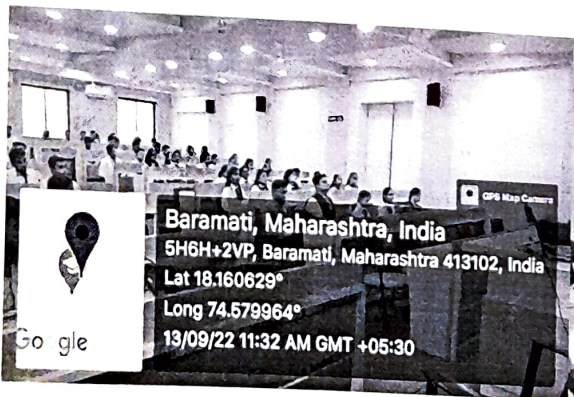 GPS Map Camera
Baramati, Maharashtra, India
5H6H+2VP, Baramati, Maharashtra 413102, India
Lat 18.160629°
Long 74.579964°
13/09/22 11:32 AM GMT +05:30
Google